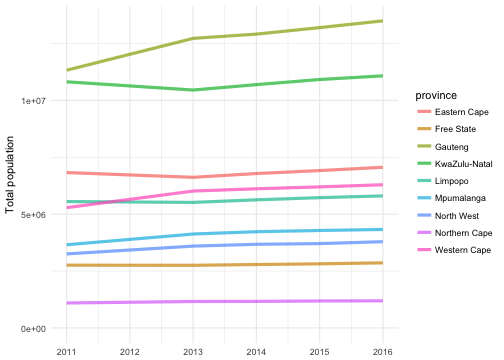 1e+07
5e+06
0e+00
Total population
2011 2012 2013 2014 2015 2016
province
Eastern Cape
Free State
Gauteng
KwaZulu-Natal
Limpopo
Mpumalanga
North West
Northern Cape
Western Cape